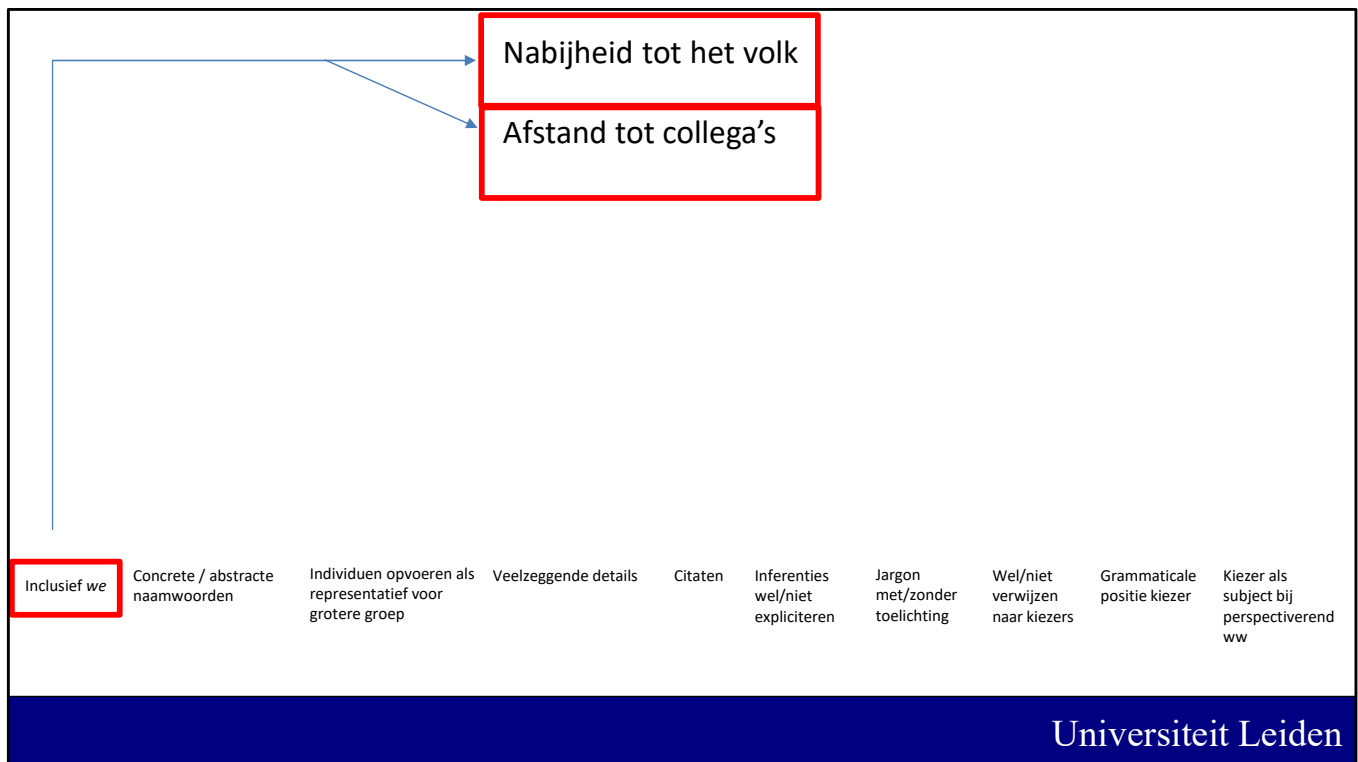 Nabijheid tot het volk
Afstand tot collega’s
Inclusief we
Concrete / abstracte
naamwoorden
Individuen opvoeren als
representatief voor
grotere groep
Veelzeggende details
Citaten
Inferenties
wel/niet
expliciteren
Jargon
met/zonder
toelichting
Wel/niet
verwijzen
naar kiezers
Grammaticale
positie kiezer
Kiezer als
subject bij
perspectiverend
ww
Universiteit Leiden